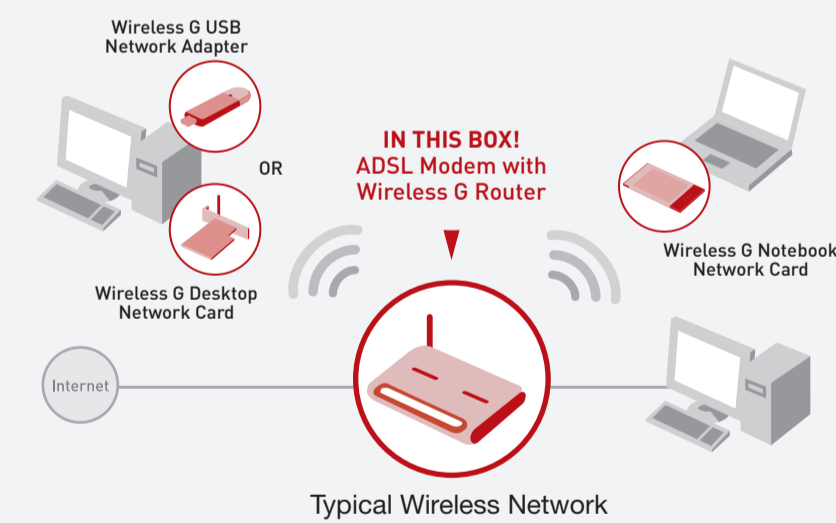 Wireless G USB
Network Adapter
OR
Wireless G Desktop
Network Card
IN THIS BOX!
ADSL Modem with
Wireless G Router
Wireless G Notebook
Network Card
Internet
Typical Wireless Network